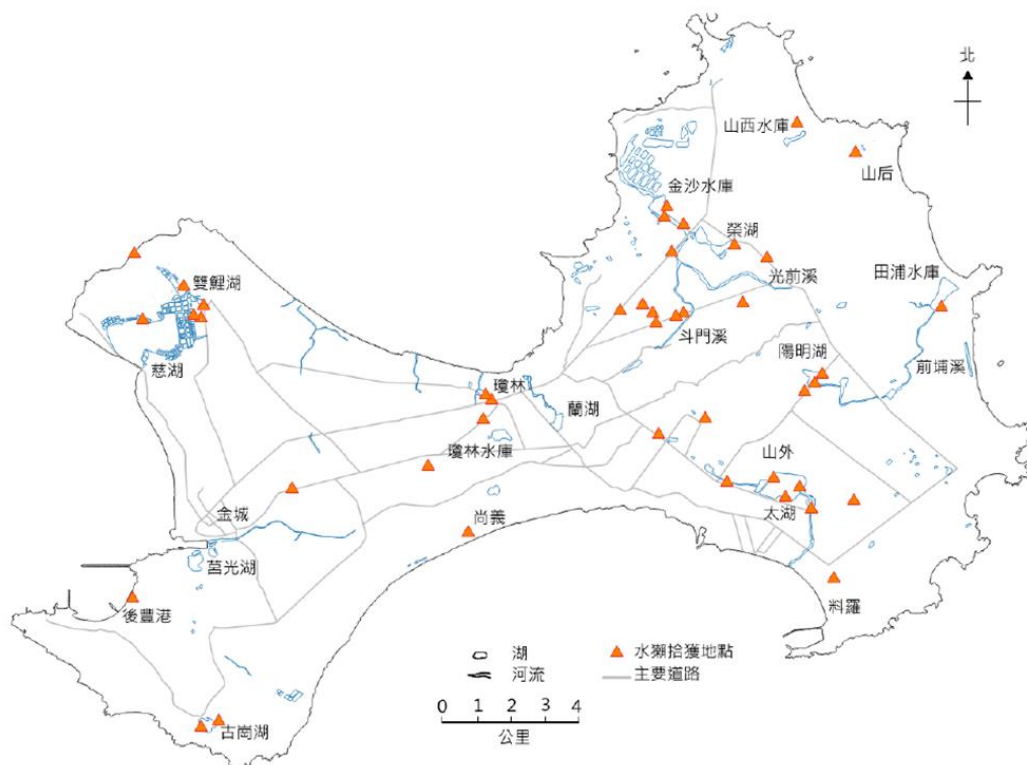 北
山西水庫
山后
金沙水庫
榮湖
光前溪
田浦水庫
雙鯉湖
斗門溪
陽明湖
前埔溪
慈湖
瓊林
蘭湖
瓊林水庫
山外
太湖
金城
尚義
莒光湖
後豐港
料羅
古崗湖
湖
水獺拾獲地點
河流
主要道路
0 1 2 3 4
公里